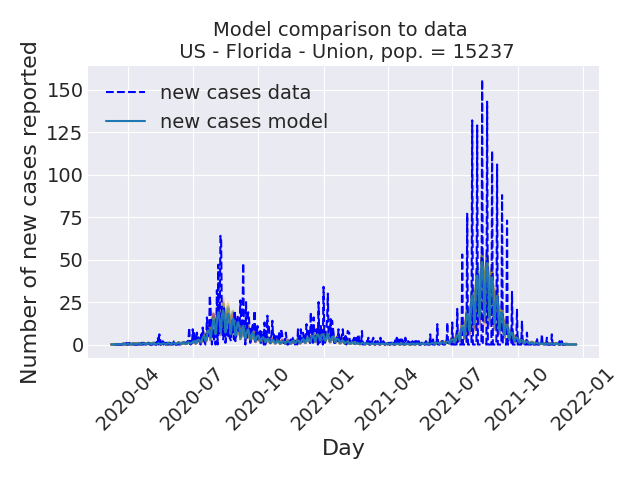 Model comparison to data
US - Florida - Union, pop. = 15237
Number of new cases reported
150
125
100
75
50
25
0
new cases data
new cases model
2020-04
2020-07
2020-10
2021-01
2021-04
2021-07
2021-10
2022-01
Day